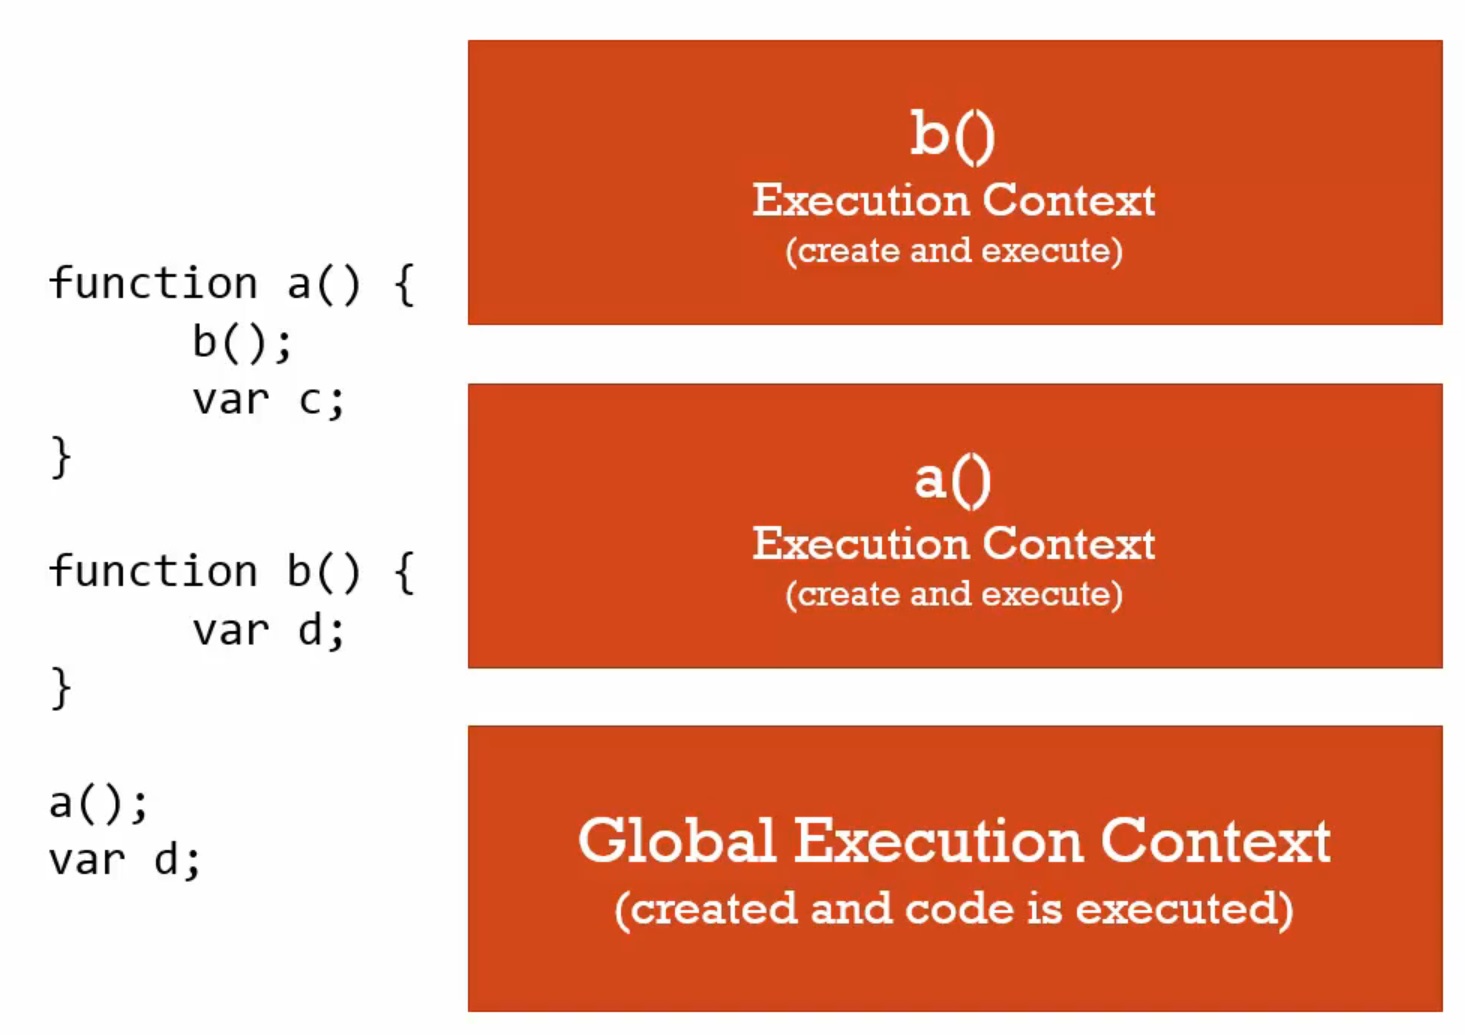 function a() {
b();
var c;
}
function b() {
var d;
}
a();
var d;
b()
Execution Context
(create and execute)
a()
Execution Context
(create and execute)
Global Execution Context
(created and code is executed)